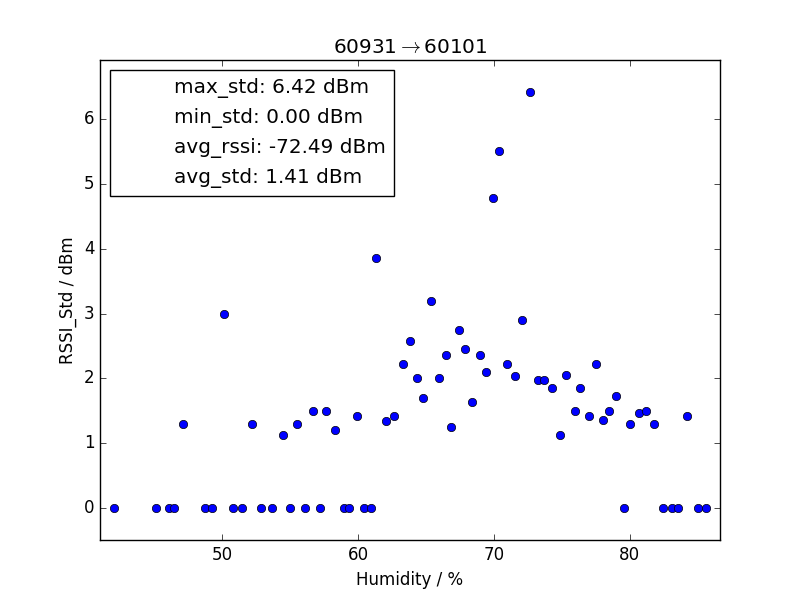 60931→60101
max_std: 6.42 dBm
min_std: 0.00 dBm
avg_rssi: -72.49 dBm
avg_std: 1.41 dBm
RSSI_Std / dBm
6
5
4
3
2
1
0
50 60 70 80
Humidity / %